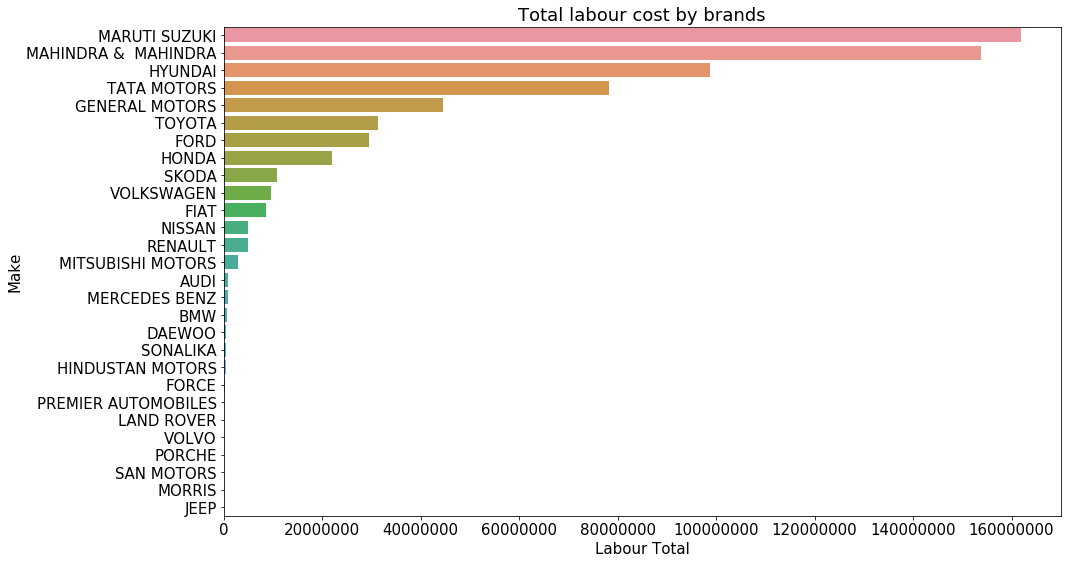 Total labour cost by brands
MARUTI SUZUKI
MAHINDRA &  MAHINDRA
HYUNDAI
TATA MOTORS
GENERAL MOTORS
TOYOTA
FORD
HONDA
SKODA
VOLKSWAGEN
FIAT
NISSAN
RENAULT
MITSUBISHI MOTORS
AUDI
MERCEDES BENZ
BMW
DAEWOO
SONALIKA
HINDUSTAN MOTORS
FORCE
PREMIER AUTOMOBILES
LAND ROVER
VOLVO
PORCHE
SAN MOTORS
MORRIS
JEEP
Make
0 20000000 40000000 60000000 80000000 100000000 120000000 140000000 160000000
Labour Total